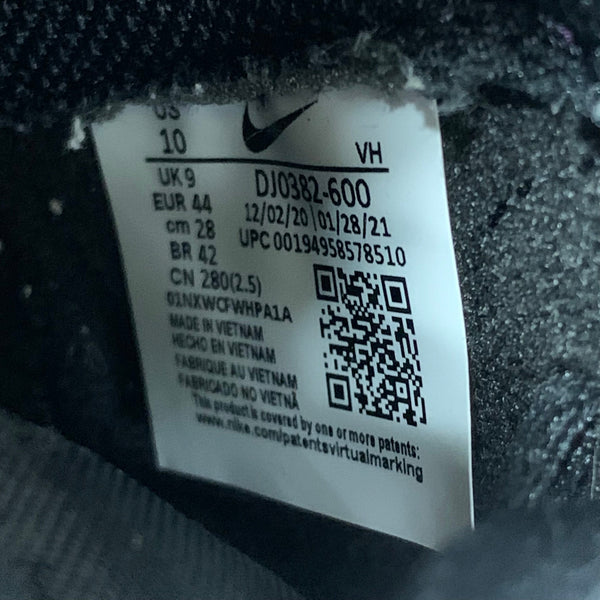 US
10
VH
UK 9
EUR 44
cm 28
BR 42
CN 280(2.5)
DJ0382-600
12/02/20 01/28/21
UPC 00194958578510
01NXWCFWHPA1A
MADE IN VIETNAM
HECHO EN VIETNAM
FABRIQUE AU VIETNAM
FABRICADO NO VIETNÃ
This product is covered by one or more patents:
www.nike.com/patentsvirtualmarking